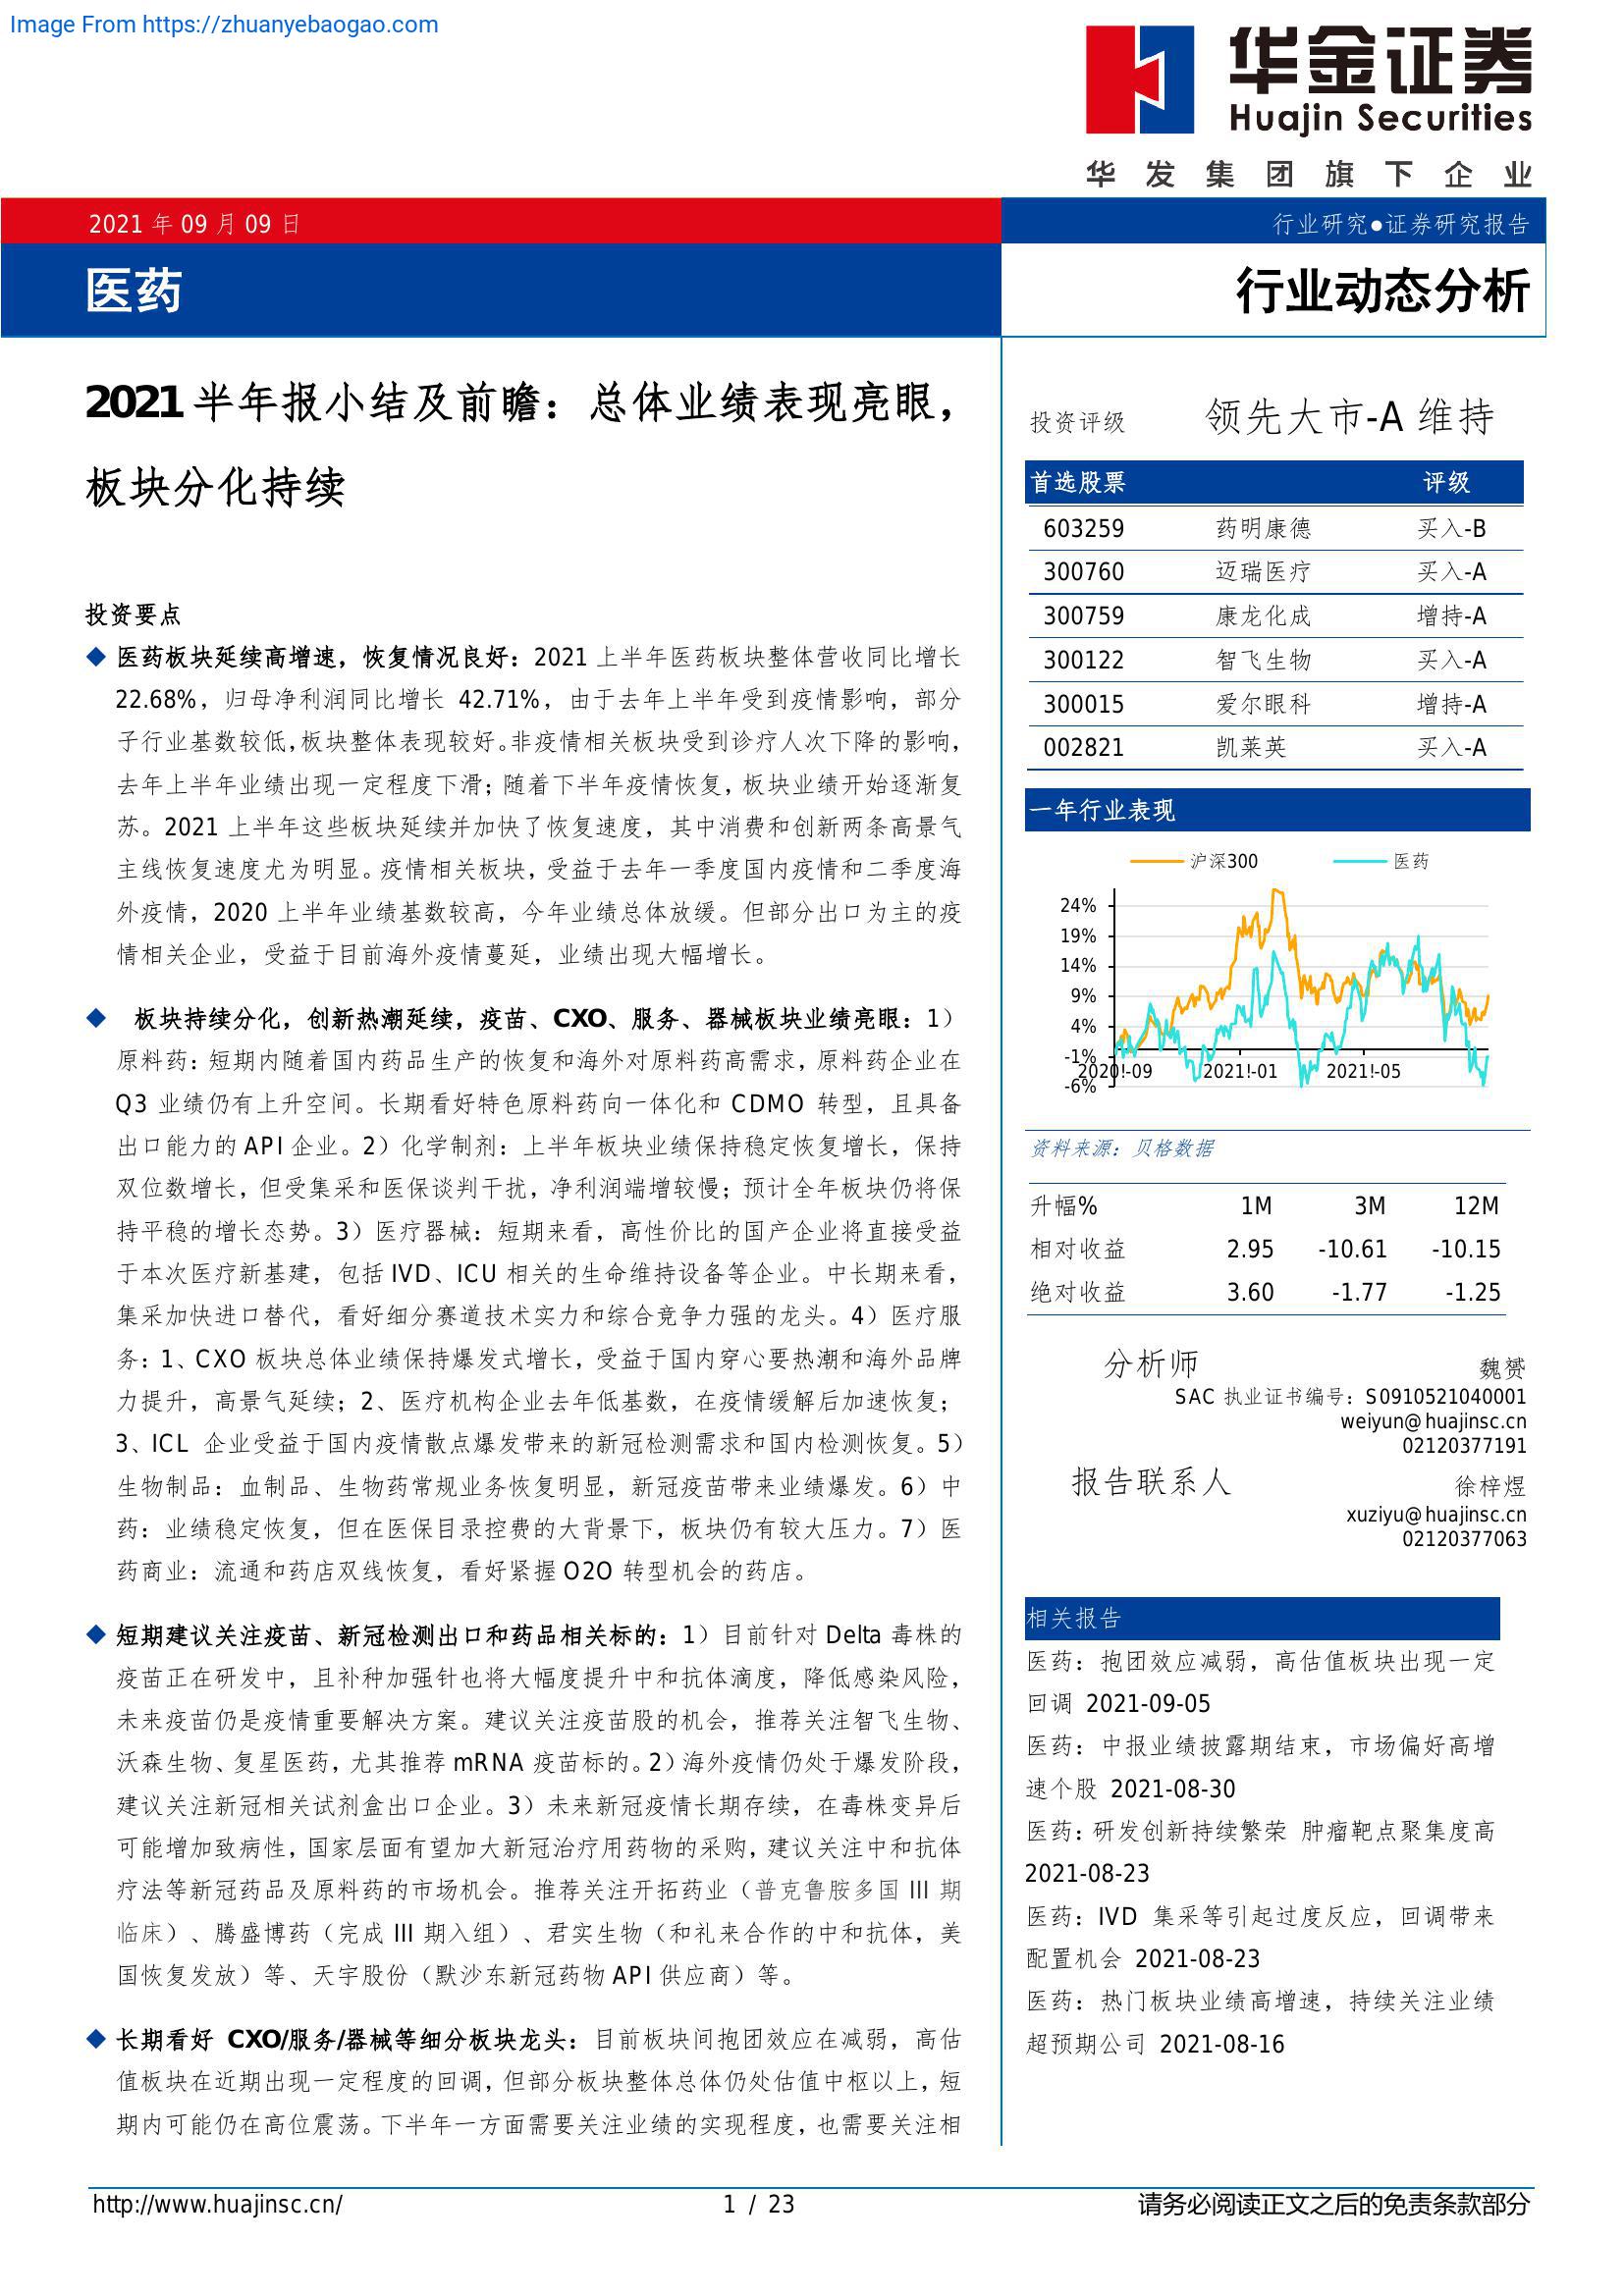 Image From https://zhuanyebaogao.com
华金证券
Huajin Securities
华发集团旗下企业
2021 年 09 月 09 日
行业研究●证券研究报告
医药
行业动态分析
2021 半年报小结及前瞻：总体业绩表现亮眼，
板块分化持续
投资要点
◆ 医药板块延续高增速，恢复情况良好：2021 上半年医药板块整体营收同比增长
22.68%，归母净利润同比增长 42.71%，由于去年上半年受到疫情影响，部分
子行业基数较低，板块整体表现较好。非疫情相关板块受到诊疗人次下降的影响，
去年上半年业绩出现一定程度下滑；随着下半年疫情恢复，板块业绩开始逐渐复
苏。2021 上半年这些板块延续并加快了恢复速度，其中消费和创新两条高景气
主线恢复速度尤为明显。疫情相关板块，受益于去年一季度国内疫情和二季度海
外疫情，2020 上半年业绩基数较高，今年业绩总体放缓。但部分出口为主的疫
情相关企业，受益于目前海外疫情蔓延，业绩出现大幅增长。
◆ 板块持续分化，创新热潮延续，疫苗、CXO、服务、器械板块业绩亮眼：1）
原料药：短期内随着国内药品生产的恢复和海外对原料药高需求，原料药企业在
Q3 业绩仍有上升空间。长期看好特色原料药向一体化和 CDMO 转型，且具备
出口能力的 API 企业。2）化学制剂：上半年板块业绩保持稳定恢复增长，保持
双位数增长，但受集采和医保谈判干扰，净利润端增较慢；预计全年板块仍将保
持平稳的增长态势。3）医疗器械：短期来看，高性价比的国产企业将直接受益
于本次医疗新基建，包括 IVD、ICU 相关的生命维持设备等企业。中长期来看，
集采加快进口替代，看好细分赛道技术实力和综合竞争力强的龙头。4）医疗服
务：1、CXO 板块总体业绩保持爆发式增长，受益于国内穿心要热潮和海外品牌
力提升，高景气延续；2、医疗机构企业去年低基数，在疫情缓解后加速恢复；
3、ICL 企业受益于国内疫情散点爆发带来的新冠检测需求和国内检测恢复。5）
生物制品：血制品、生物药常规业务恢复明显，新冠疫苗带来业绩爆发。6）中
药：业绩稳定恢复，但在医保目录控费的大背景下，板块仍有较大压力。7）医
药商业：流通和药店双线恢复，看好紧握 O2O 转型机会的药店。
◆ 短期建议关注疫苗、新冠检测出口和药品相关标的：1）目前针对 Delta 毒株的
疫苗正在研发中，且补种加强针也将大幅度提升中和抗体滴度，降低感染风险，
未来疫苗仍是疫情重要解决方案。建议关注疫苗股的机会，推荐关注智飞生物、
沃森生物、复星医药，尤其推荐 mRNA 疫苗标的。2）海外疫情仍处于爆发阶段，
建议关注新冠相关试剂盒出口企业。3）未来新冠疫情长期存续，在毒株变异后
可能增加致病性，国家层面有望加大新冠治疗用药物的采购，建议关注中和抗体
疗法等新冠药品及原料药的市场机会。推荐关注开拓药业（普克鲁胺多国 III 期
临床）、腾盛博药（完成 III 期入组）、君实生物（和礼来合作的中和抗体，美
国恢复发放）等、天宇股份（默沙东新冠药物 API 供应商）等。
◆ 长期看好 CXO/服务/器械等细分板块龙头：目前板块间抱团效应在减弱，高估
值板块在近期出现一定程度的回调，但部分板块整体总体仍处估值中枢以上，短
期内可能仍在高位震荡。下半年一方面需要关注业绩的实现程度，也需要关注相
投资评级 领先大市-A 维持
首选股票 评级
603259 药明康德 买入-B
300760 迈瑞医疗 买入-A
300759 康龙化成 增持-A
300122 智飞生物 买入-A
300015 爱尔眼科 增持-A
002821 凯莱英 买入-A
一年行业表现
沪深300 医药
24%
19%
14%
9%
4%
-1%
2020!-09 2021!-01 2021!-05
-6%
资料来源：贝格数据
升幅% 1M 3M 12M
相对收益 2.95 -10.61 -10.15
绝对收益 3.60 -1.77 -1.25
分析师 魏赟
SAC 执业证书编号：S0910521040001
weiyun@huajinsc.cn
02120377191
报告联系人 徐梓煜
xuziyu@huajinsc.cn
02120377063
相关报告
医药：抱团效应减弱，高估值板块出现一定
回调 2021-09-05
医药：中报业绩披露期结束，市场偏好高增
速个股 2021-08-30
医药：研发创新持续繁荣 肿瘤靶点聚集度高
2021-08-23
医药：IVD 集采等引起过度反应，回调带来
配置机会 2021-08-23
医药：热门板块业绩高增速，持续关注业绩
超预期公司 2021-08-16
http://www.huajinsc.cn/
1 / 23
请务必阅读正文之后的免责条款部分